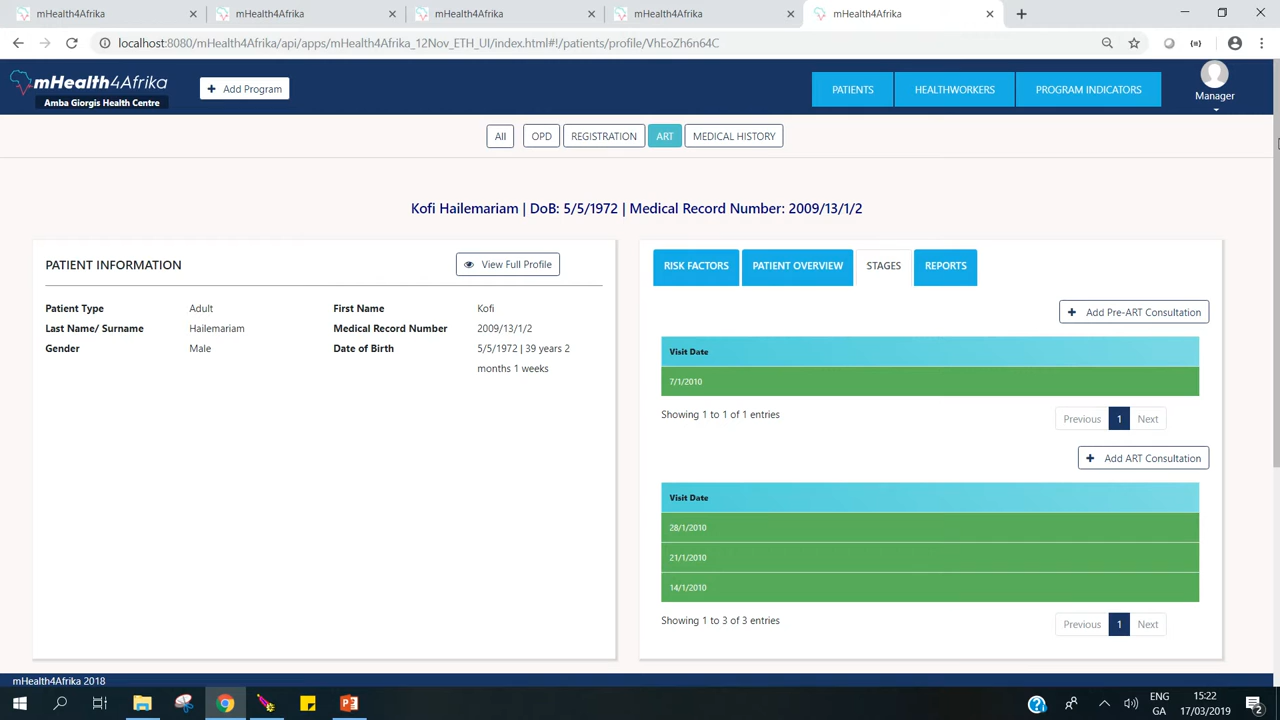 mHealth4Afrika
mHealth4Afrika
mHealth4Afrika
mHealth4Afrika
mHealth4Afrika
localhost:8080/mHealth4Afrika/api/apps/mHealth4Afrika_12Nov_ETH_UI/index.html#!/patients/profile/VhEoZh6n64C
mHealth4Afrika
Amba Giorgis Health Centre
Add Program
PATIENTS
HEALTHWORKERS
PROGRAM INDICATORS
Manager
All
OPD
REGISTRATION
ART
MEDICAL HISTORY
Kofi Hailemariam | DoB: 5/5/1972 | Medical Record Number: 2009/13/1/2
PATIENT INFORMATION
View Full Profile
Patient Type Adult First Name Kofi
Last Name/ Surname Hailemariam Medical Record Number 2009/13/1/2
Gender Male Date of Birth 5/5/1972 | 39 years 2
months 1 weeks
RISK FACTORS
PATIENT OVERVIEW
STAGES
REPORTS
Add Pre-ART Consultation
Visit Date
7/1/2010
Showing 1 to 1 of 1 entries
Previous 1 Next
Add ART Consultation
Visit Date
28/1/2010
21/1/2010
14/1/2010
Showing 1 to 3 of 3 entries
Previous 1 Next
mHealth4Afrika 2018
ENG
GA
15:22
17/03/2019
2